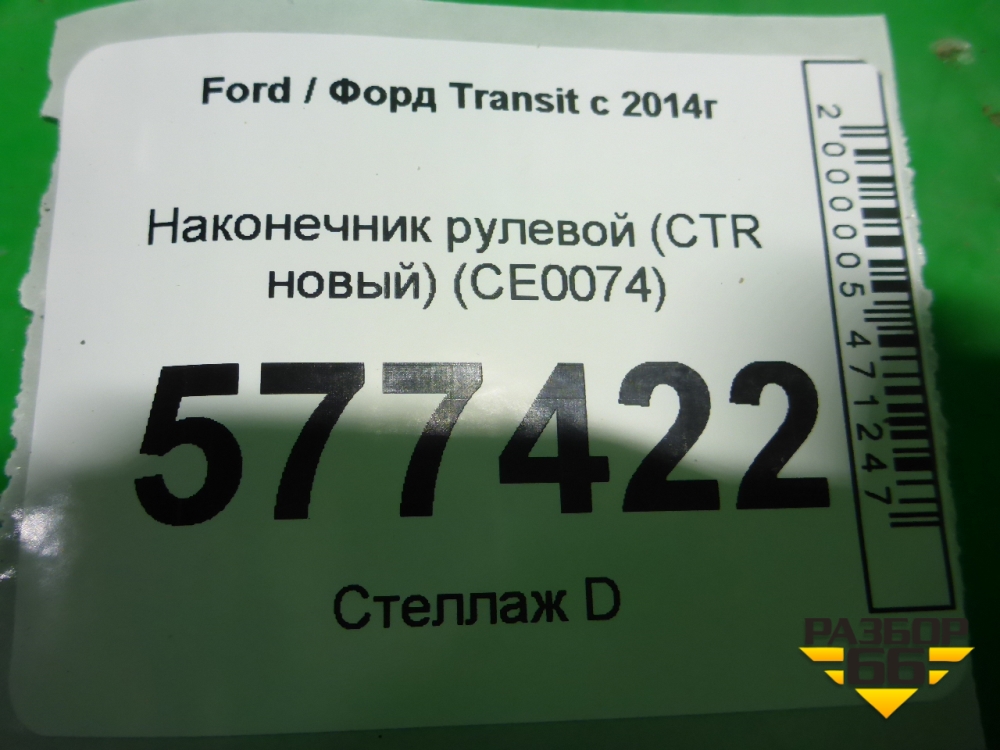 Ford / Форд Transit с 2014г
Наконечник рулевой (CTR
новый) (CE0074)
577422
Стеллаж D
2000005471247
РАЗБОР
66